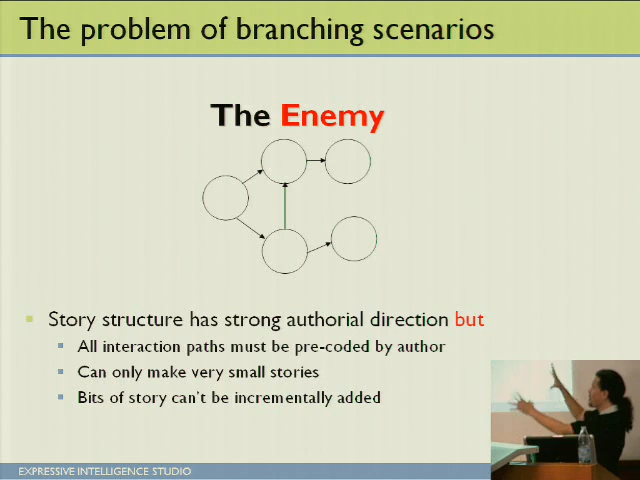 The problem of branching scenarios
The Enemy
Story structure has strong authorial direction but
All interaction paths must be pre-coded by author
Can only make very small stories
Bits of story can't be incrementally added
EXPRESSIVE INTELLIGENCE STUDIO